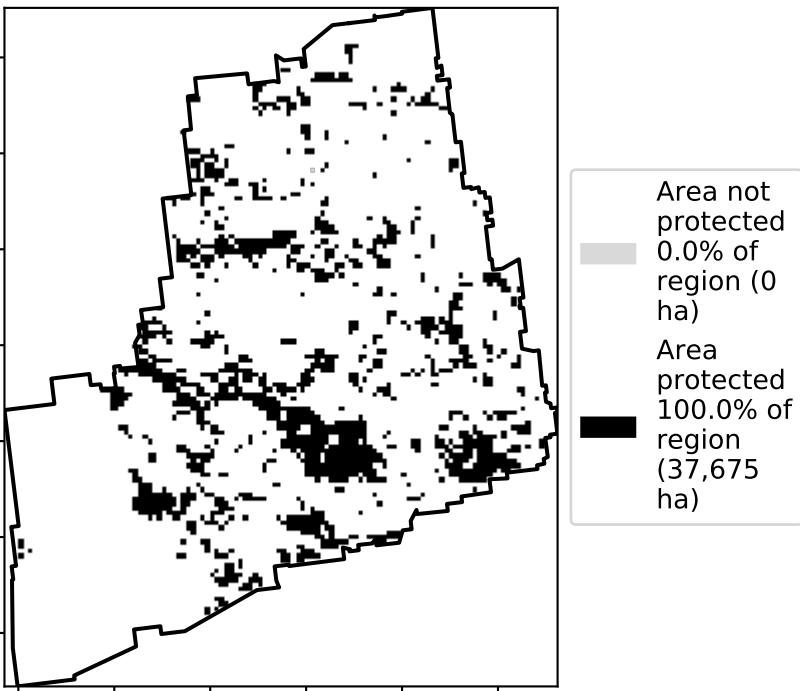 Area not
protected
0.0% of
region (0
ha)
Area
protected
100.0% of
region
(37,675
ha)